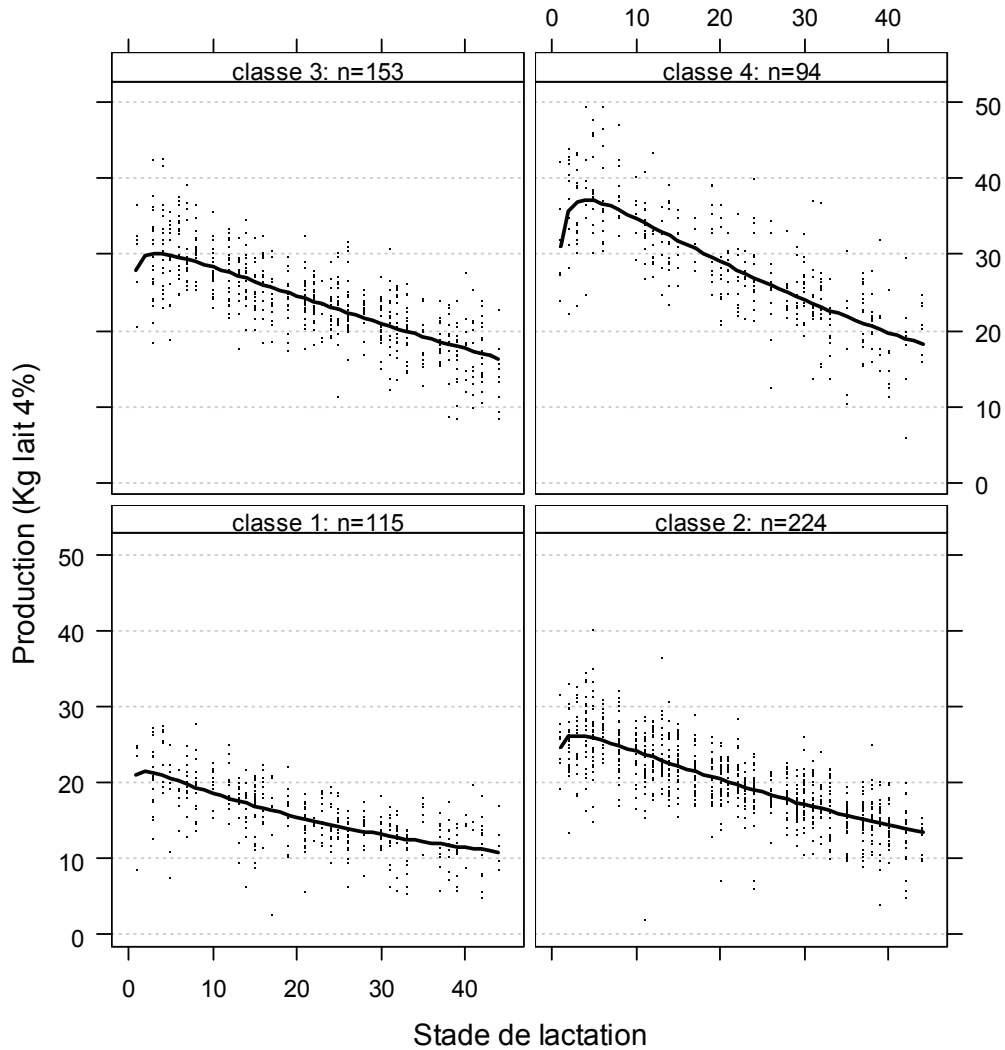 0 10 20 30 40
classe 3: n=153
classe 4: n=94
50
40
30
20
10
0
classe 1: n=115
classe 2: n=224
50
40
30
20
10
0
Production (Kg lait 4%)
0 10 20 30 40
Stade de lactation